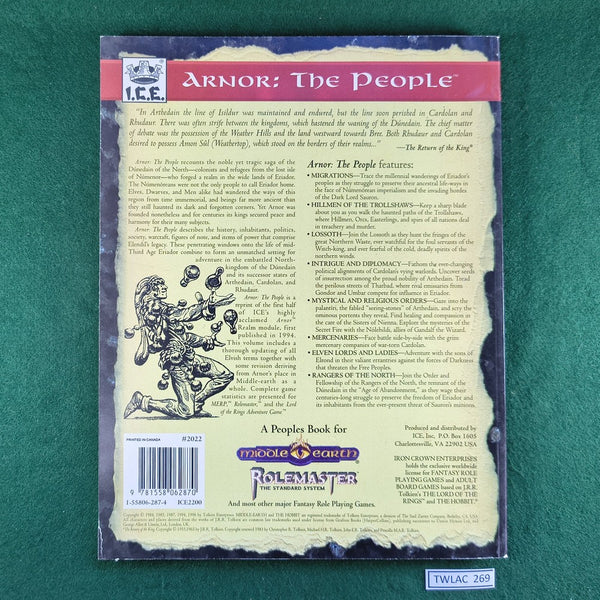 I.C.E.
ARNOR: THE PEOPLE™
"In Arthedain the line of Isildur was maintained and endured, but the line soon perished in Cardolan and
Rhudaur. There was often strife between the kingdoms, which hastened the waning of the Dúnedain. The chief matter
of debate was the possession of the Weather Hills and the land westward towards Bree. Both Rhudaur and Cardolan
desired to possess Amon Sûl (Weathertop), which stood on the borders of their realms..."
—The Return of the King®
Arnor: The People recounts the noble yet tragic saga of the
Dúnedain of the North—colonists and refugees from the lost isle
of Númenor—who forged a realm in the wide lands of Eriador.
The Númenóreans were not the only people to call Eriador home.
Elves, Dwarves, and Men alike had wandered the ways of this
region from time immemorial, and beings far more ancient than
they still haunted its dark and forgotten corners. Yet Arnor was
founded nonetheless and for centuries its kings secured peace and
harmony for their many subjects.
Arnor: The People describes the history, inhabitants, politics,
society, warfare, figures of note, and items of power that comprise
Elendil's legacy. These penetrating windows onto the life of mid-
Third Age Eriador combine to form an unmatched setting for
adventure in the embattled North-
kingdom of the Dúnedain
and its successor states of
Arthedain, Cardolan, and
Rhudaur.
Arnor: The People is a
reprint of the first half
of ICE's highly
acclaimed Arnor™
Realm module, first
published in 1994.
This volume includes a
thorough updating of all
Elvish terms together with
some revision deriving
from Arnor's place in
Middle-earth as a
whole. Complete game
statistics are presented for
MERP,™ Rolemaster,™ and the Lord
of the Rings Adventure Game.™
Arnor: The People features:
• MIGRATIONS—Trace the millennial wanderings of Eriador's
peoples as they struggle to preserve their ancestral life-ways in
the face of Númenórean imperialism and the invading hordes
of the Dark Lord Sauron.
• HILLMEN OF THE TROLLSHAWS—Keep a sharp blade
about you as you walk the haunted paths of the Trollshaws,
where Hillmen, Orcs, Easterlings, and spies of all nations deal
in treachery and murder.
• LOSSOTH—Join the Lossoth as they hunt the fringes of the
great Northern Waste, ever watchful for the foul servants of the
Witch-king, and ever fearful of the cold, deadly spirits of the
northern winds.
• INTRIGUE AND DIPLOMACY—Fathom the ever-changing
political alignments of Cardolan's vying warlords. Uncover seeds of
insurrection among the proud nobility of Arthedain. Tread
the perilous streets of Tharbad, where rival emissaries from
Gondor and Umbar compete for influence in Eriador.
• MYSTICAL AND RELIGIOUS ORDERS—Gaze into the
palantíri, the fabled "seeing-stones" of Arthedain, and scry the
ominous portents they reveal. Find healing and compassion in
the care of the Sisters of Nienna. Explore the mysteries of the
Secret Fire with the Nólehildis, allies of Gandalf the Wizard.
• MERCENARIES—Face battle side-by-side with the grim
mercenary companies of war-torn Cardolan.
• ELVEN LORDS AND LADIES—Adventure with the sons of
Elrond in their valiant errantries against the forces of Darkness
that threaten the Free Peoples.
• RANGERS OF THE NORTH—Join the Order and
Fellowship of the Rangers of the North, remnant of the Dúnedain
in the "Age of Abandonment," as they wage their
centuries-long struggle to preserve the freedom of Eriador's
inhabitants from the ever-present threat of Sauron's minions.
PRINTED IN CANADA
#2022
9 781558 062870
1-55806-287-4
ICE2200
A Peoples Book for
MIDDLE EARTH
ROLEMASTER
THE STANDARD SYSTEM
And most other major Fantasy Role Playing Games.
Produced and distributed by
ICE, Inc, P.O. Box 1605
Charlottesville, VA 22902 USA
IRON CROWN ENTERPRISES
holds the exclusive worldwide
license for FANTASY ROLE
PLAYING GAMES and ADULT
BOARD GAMES based on J.R.R.
Tolkien's THE LORD OF THE
RINGS® and THE HOBBIT.®
TWLAC 269